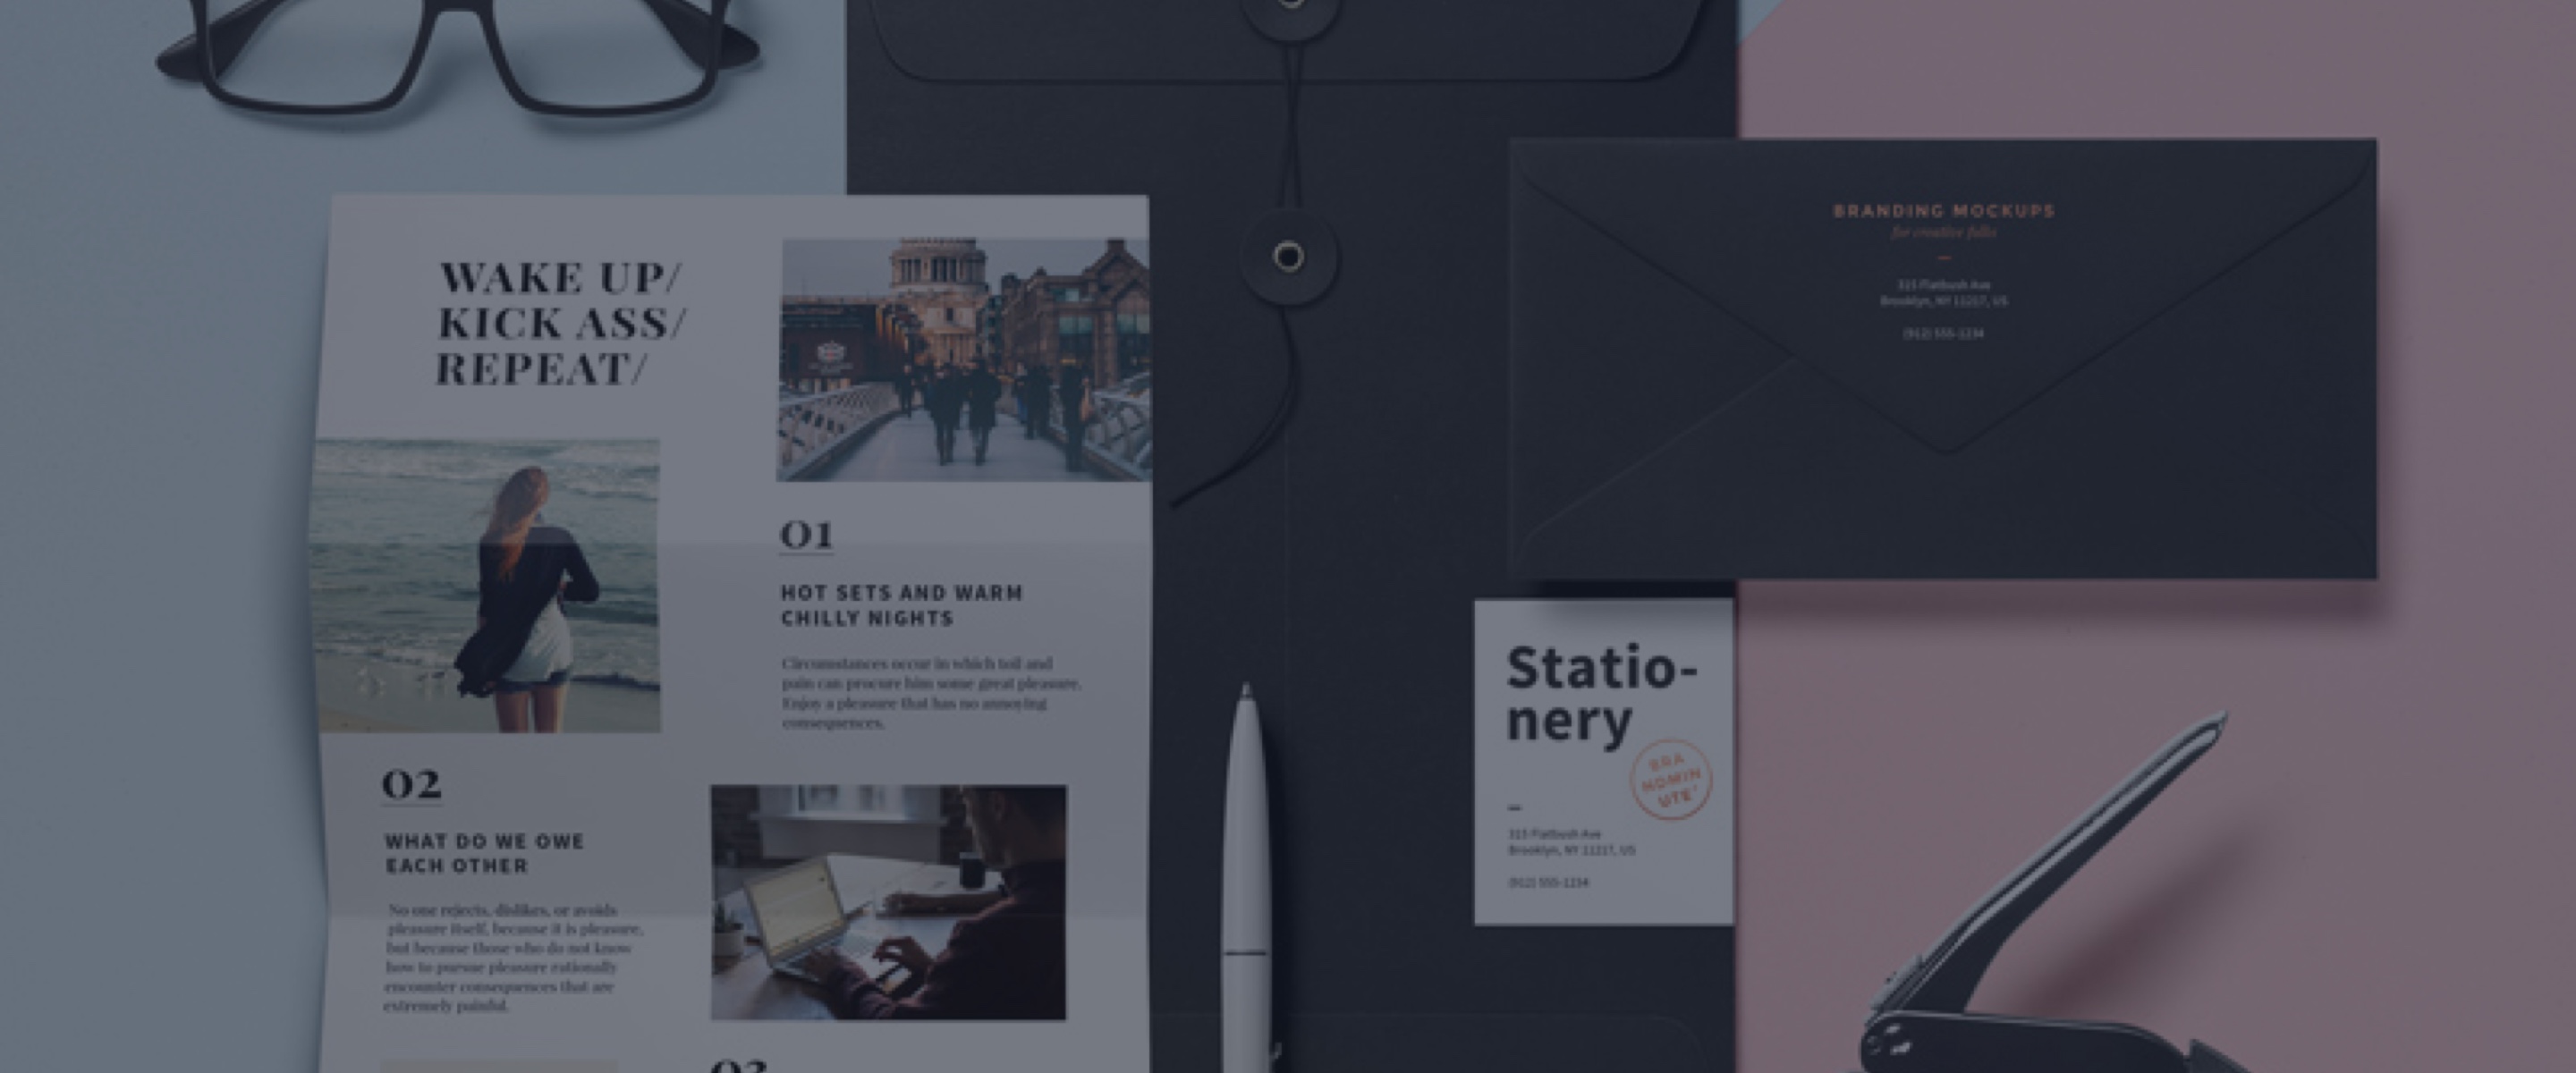 WAKE UP/
KICK ASS/
REPEAT/
01
HOT SETS AND WARM
CHILLY NIGHTS
Circumstances occur in which toil and
pain can procure him some great pleasure.
Enjoy a pleasure that has no annoying
consequences.
02
WHAT DO WE OWE
EACH OTHER
No one rejects, dislikes, or avoids
pleasure itself, because it is pleasure,
but because those who do not know
how to pursue pleasure rationally
encounter consequences that are
extremely painful.
03
BRANDING MOCKUPS
for creative folks
315 Flatbush Ave
Brooklyn, NY 11217, US
(912) 555-1234
Statio-
nery
BRA
NDMIN
UTE'
315 Flatbush Ave
Brooklyn, NY 11217, US
(912) 555-1234